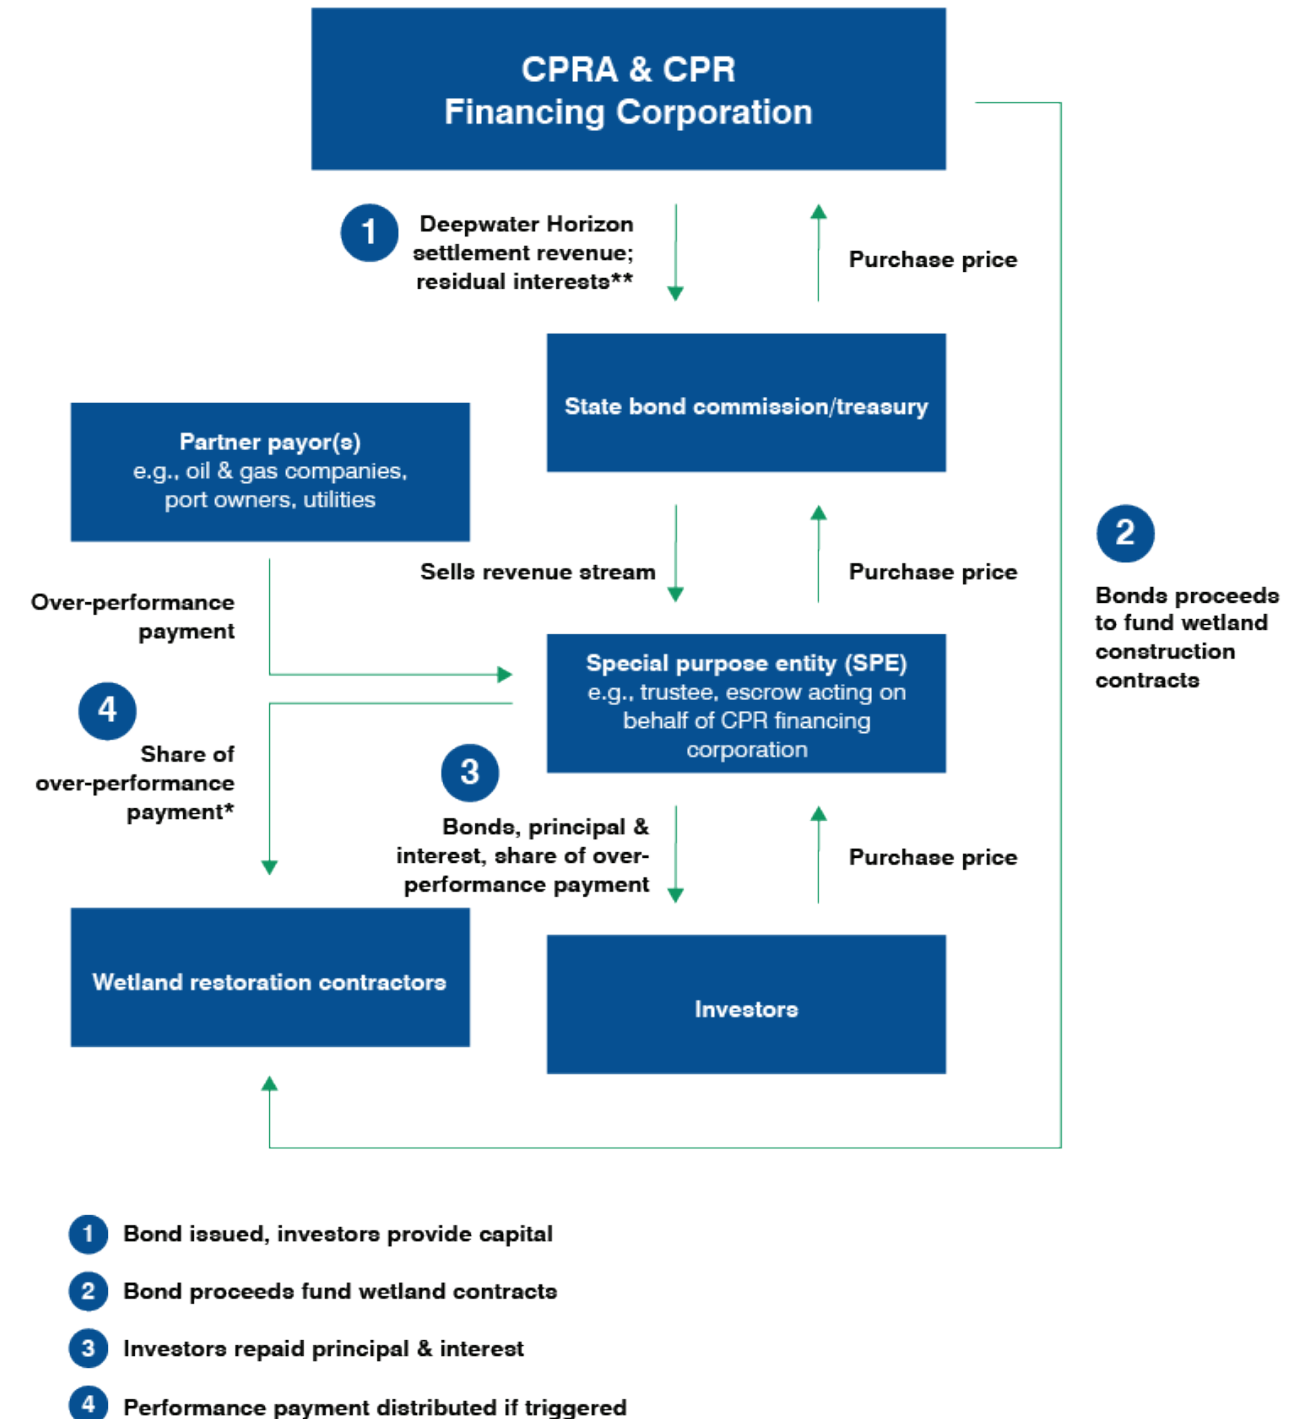 CPRA & CPR
Financing Corporation
1
Deepwater Horizon
settlement revenue;
residual interests**
Purchase price
State bond commission/treasury
Partner payor(s)
e.g., oil & gas companies,
port owners, utilities
2
Bonds proceeds
to fund wetland
construction
contracts
Sells revenue stream
Purchase price
Over-performance
payment
Special purpose entity (SPE)
e.g., trustee, escrow acting on
behalf of CPR financing
corporation
4
Share of
over-performance
payment*
3
Bonds, principal &
interest, share of over-
performance payment
Purchase price
Wetland restoration contractors
Investors
1 Bond issued, investors provide capital
2 Bond proceeds fund wetland contracts
3 Investors repaid principal & interest
4 Performance payment distributed if triggered